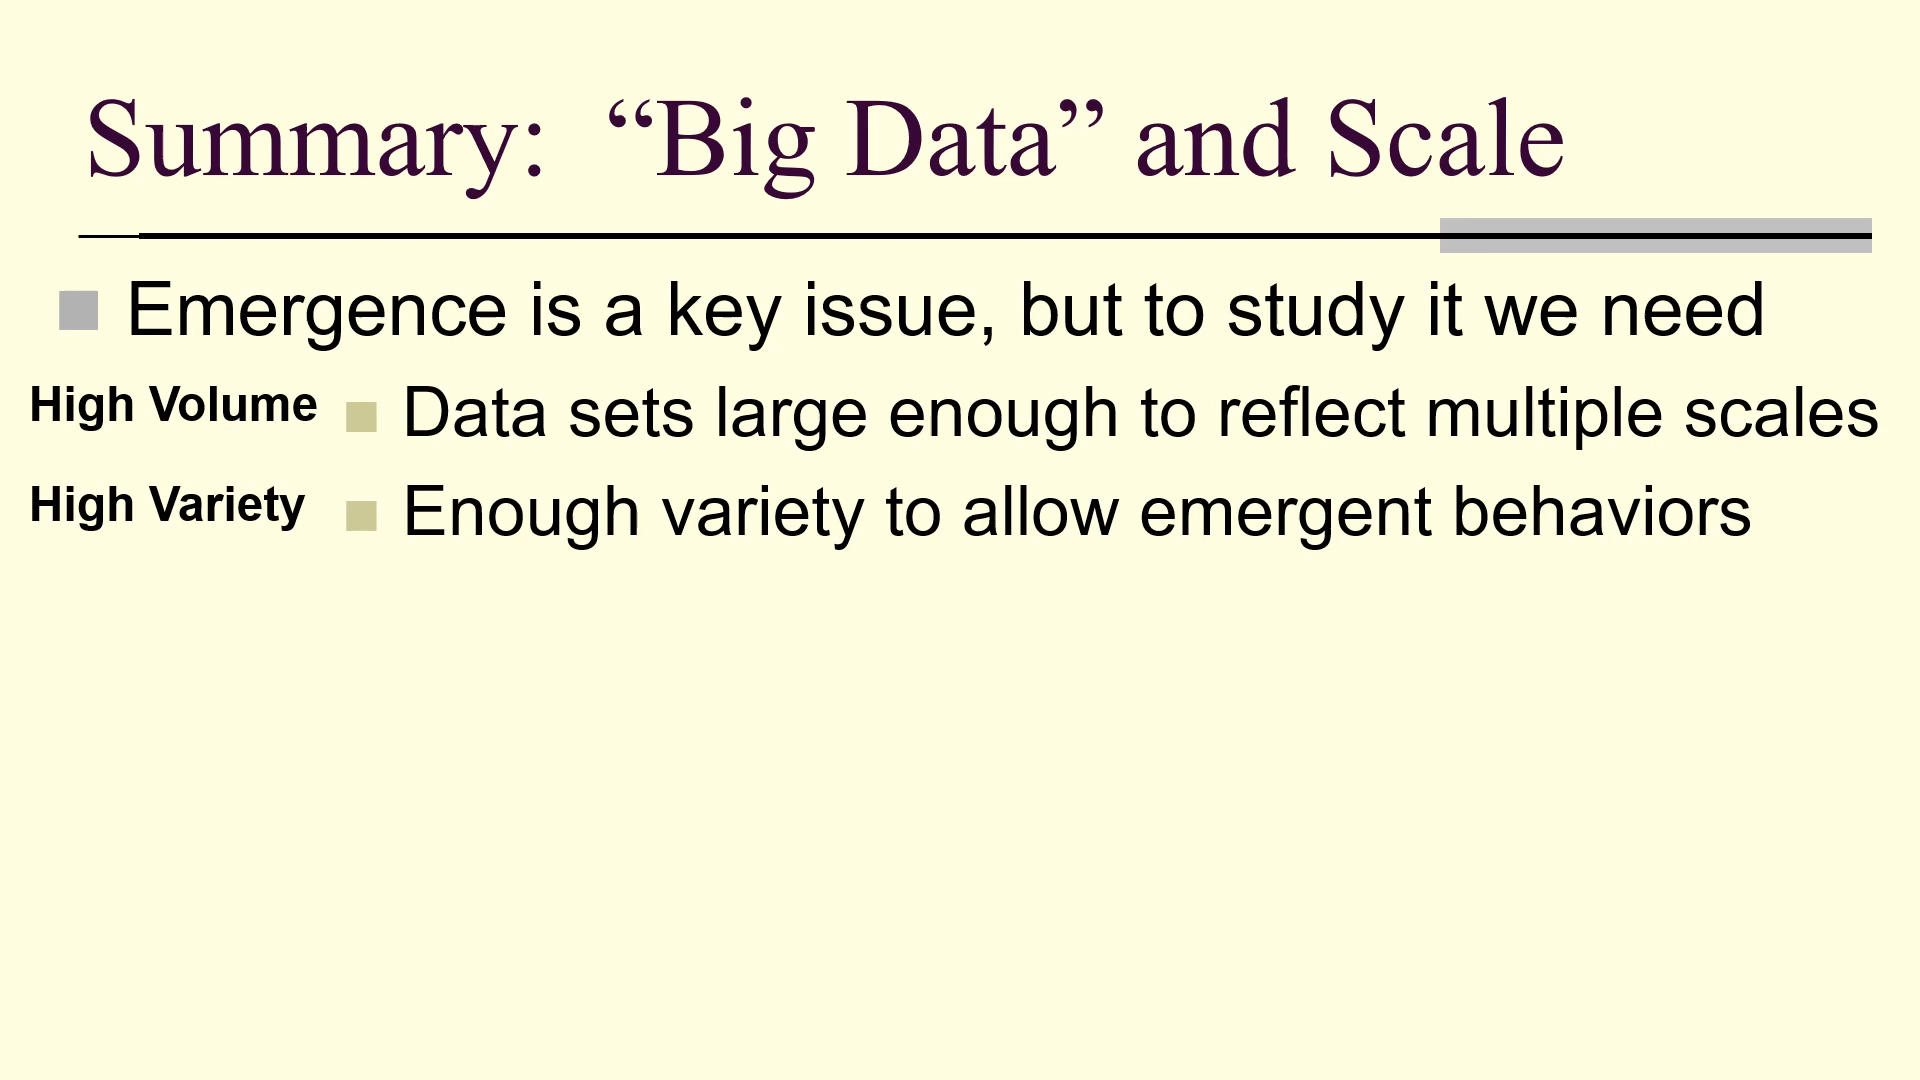 Summary:  “Big Data” and Scale
Emergence is a key issue, but to study it we need
High Volume Data sets large enough to reflect multiple scales
High Variety Enough variety to allow emergent behaviors